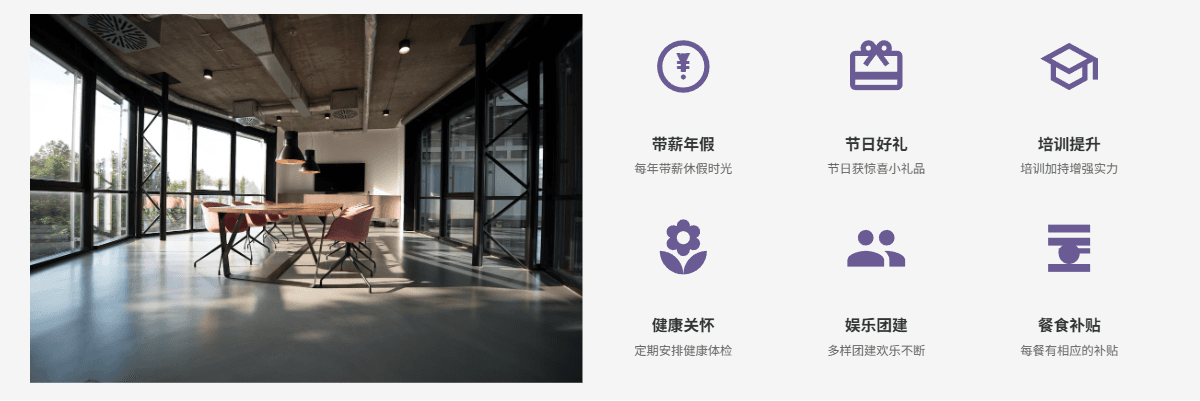 带薪年假
每年带薪休假时光
节日好礼
节日获惊喜小礼品
培训提升
培训加持增强实力
健康关怀
定期安排健康体检
娱乐团建
多样团建欢乐不断
餐食补贴
每餐有相应的补贴